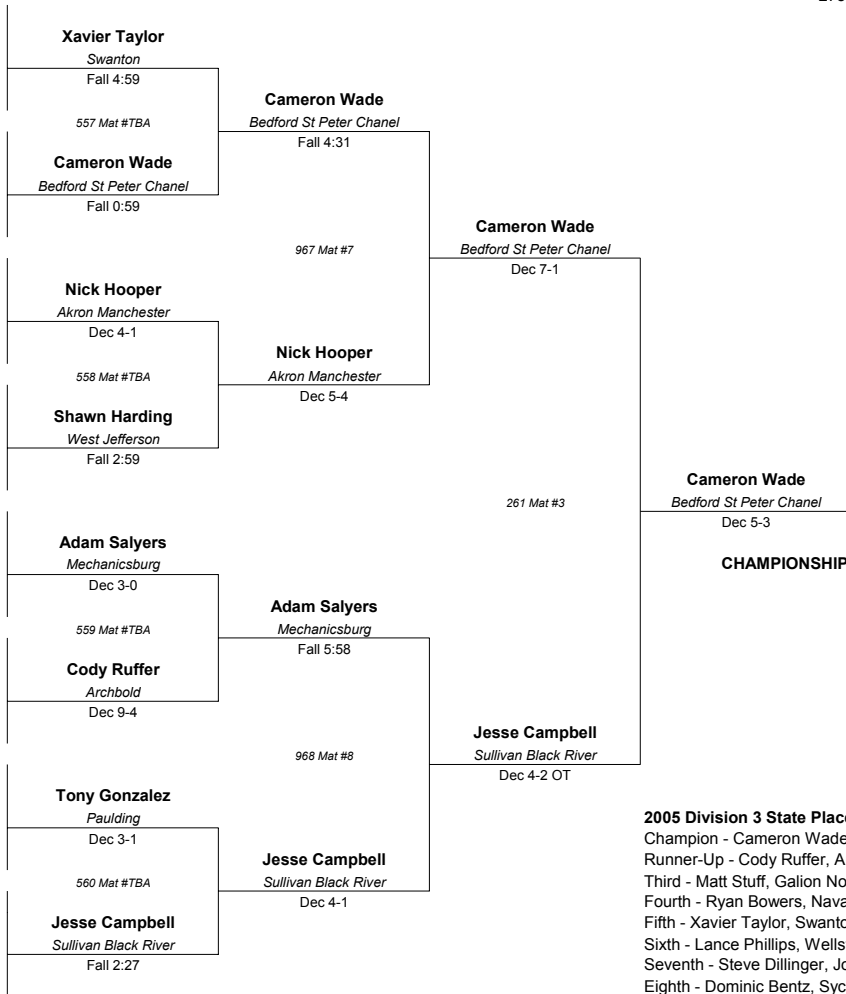 Xavier Taylor
Swanton
Fall 4:59
Cameron Wade
557 Mat #TBA
Bedford St Peter Chanel
Fall 4:31
Cameron Wade
Bedford St Peter Chanel
Fall 0:59
Cameron Wade
967 Mat #7
Bedford St Peter Chanel
Dec 7-1
Nick Hooper
Akron Manchester
Dec 4-1
Nick Hooper
558 Mat #TBA
Akron Manchester
Dec 5-4
Shawn Harding
West Jefferson
Fall 2:59
Cameron Wade
261 Mat #3
Bedford St Peter Chanel
Dec 5-3
CHAMPIONSHIP
Adam Salyers
Mechanicsburg
Dec 3-0
Adam Salyers
559 Mat #TBA
Mechanicsburg
Fall 5:58
Cody Ruffer
Archbold
Dec 9-4
Jesse Campbell
968 Mat #8
Sullivan Black River
Dec 4-2 OT
Tony Gonzalez
Paulding
Dec 3-1
Jesse Campbell
560 Mat #TBA
Sullivan Black River
Dec 4-1
Jesse Campbell
Sullivan Black River
Fall 2:27
2005 Division 3 State
Champion - Cameron Wade
Runner-Up - Cody Ruffer,
Third - Matt Stuff, Galion
Fourth - Ryan Bowers,
Fifth - Xavier Taylor,
Sixth - Lance Phillips,
Seventh - Steve Dillinger,
Eighth - Dominic Bentz,